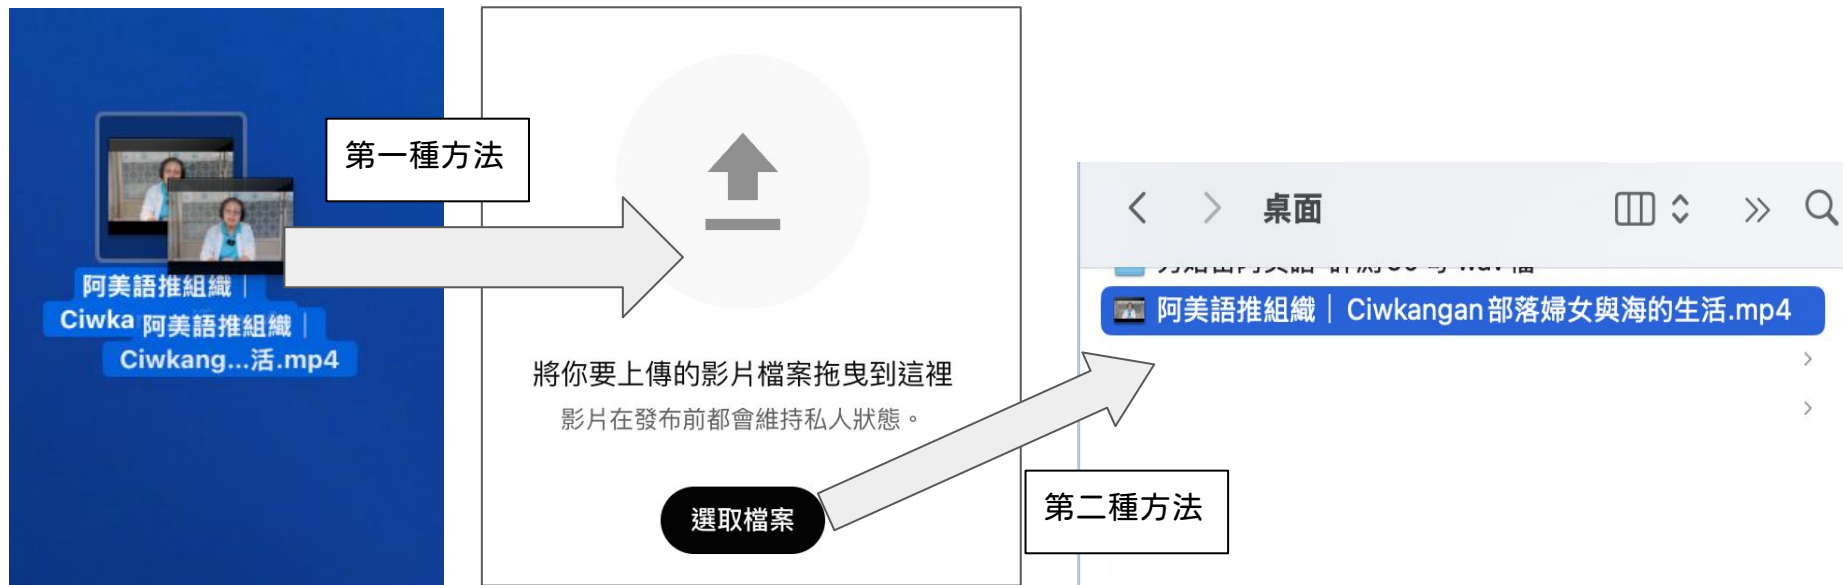 阿美語推組織｜
Ciwka
阿美語推組織｜
Ciwkang...活.mp4
第一種方法
將你要上傳的影片檔案拖曳到這裡
影片在發布前都會維持私人狀態。
選取檔案
第二種方法
桌面
阿美語推組織｜Ciwkangan部落婦女與海的生活.mp4